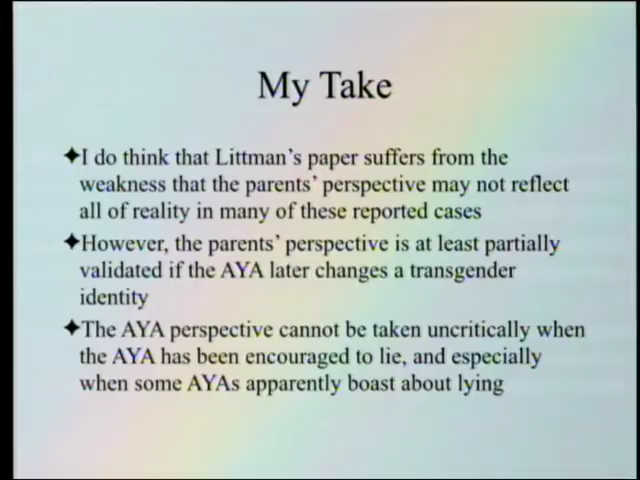 My Take
✦I do think that Littman's paper suffers from the
weakness that the parents' perspective may not reflect
all of reality in many of these reported cases
✦However, the parents' perspective is at least partially
validated if the AYA later changes a transgender
identity
✦The AYA perspective cannot be taken uncritically when
the AYA has been encouraged to lie, and especially
when some AYAs apparently boast about lying